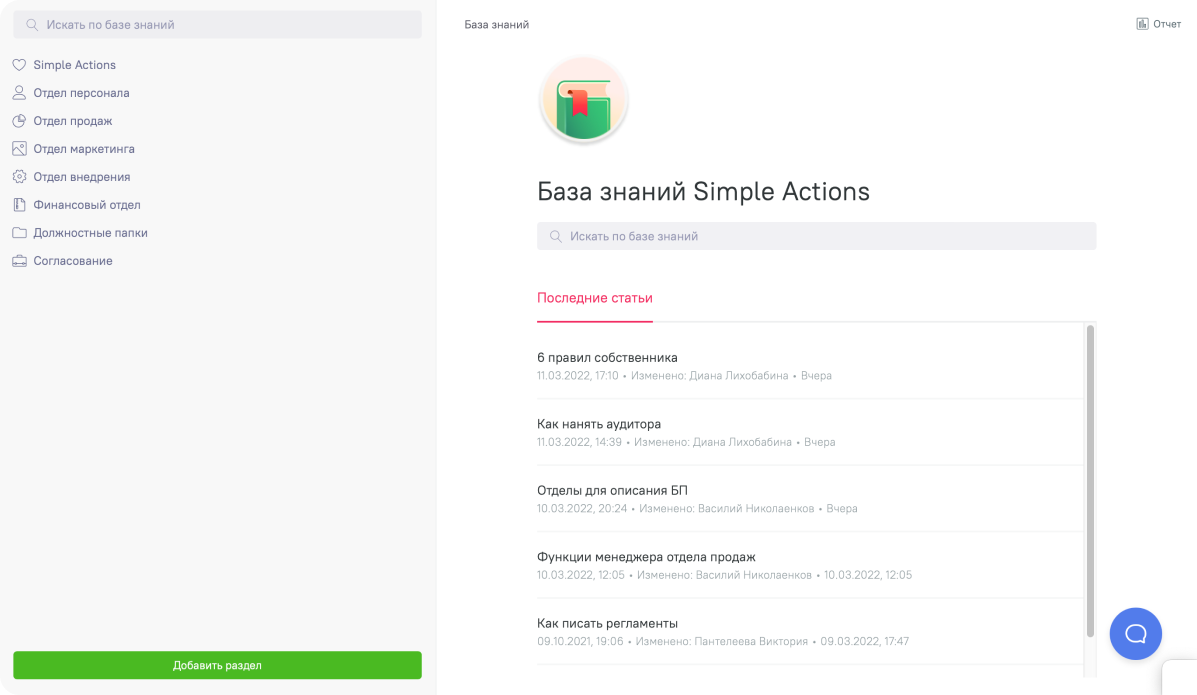 Искать по базе знаний
Simple Actions
Отдел персонала
Отдел продаж
Отдел маркетинга
Отдел внедрения
Финансовый отдел
Должностные папки
Согласование
Добавить раздел
База знаний
Отчет
База знаний Simple Actions
Искать по базе знаний
Последние статьи
6 правил собственника
11.03.2022, 17:10 • Изменено: Диана Лихобабина • Вчера
Как нанять аудитора
11.03.2022, 14:39 • Изменено: Диана Лихобабина • Вчера
Отделы для описания БП
10.03.2022, 20:24 • Изменено: Василий Николаенков • Вчера
Функции менеджера отдела продаж
10.03.2022, 12:05 • Изменено: Василий Николаенков • 10.03.2022, 12:05
Как писать регламенты
09.10.2021, 19:06 • Изменено: Пантелеева Виктория • 09.03.2022, 17:47